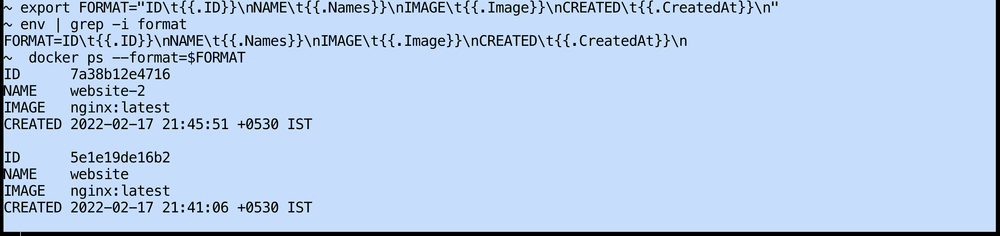 ~ export FORMAT="ID\t{{.ID}}\nNAME\t{{.Names}}\nIMAGE\t{{.Image}}\nCREATED\t{{.CreatedAt}}\n"
~ env | grep -i format
FORMAT=ID\t{{.ID}}\nNAME\t{{.Names}}\nIMAGE\t{{.Image}}\nCREATED\t{{.CreatedAt}}\n
~  docker ps --format=$FORMAT
ID      7a38b12e4716
NAME    website-2
IMAGE   nginx:latest
CREATED 2022-02-17 21:45:51 +0530 IST

ID      5e1e19de16b2
NAME    website
IMAGE   nginx:latest
CREATED 2022-02-17 21:41:06 +0530 IST